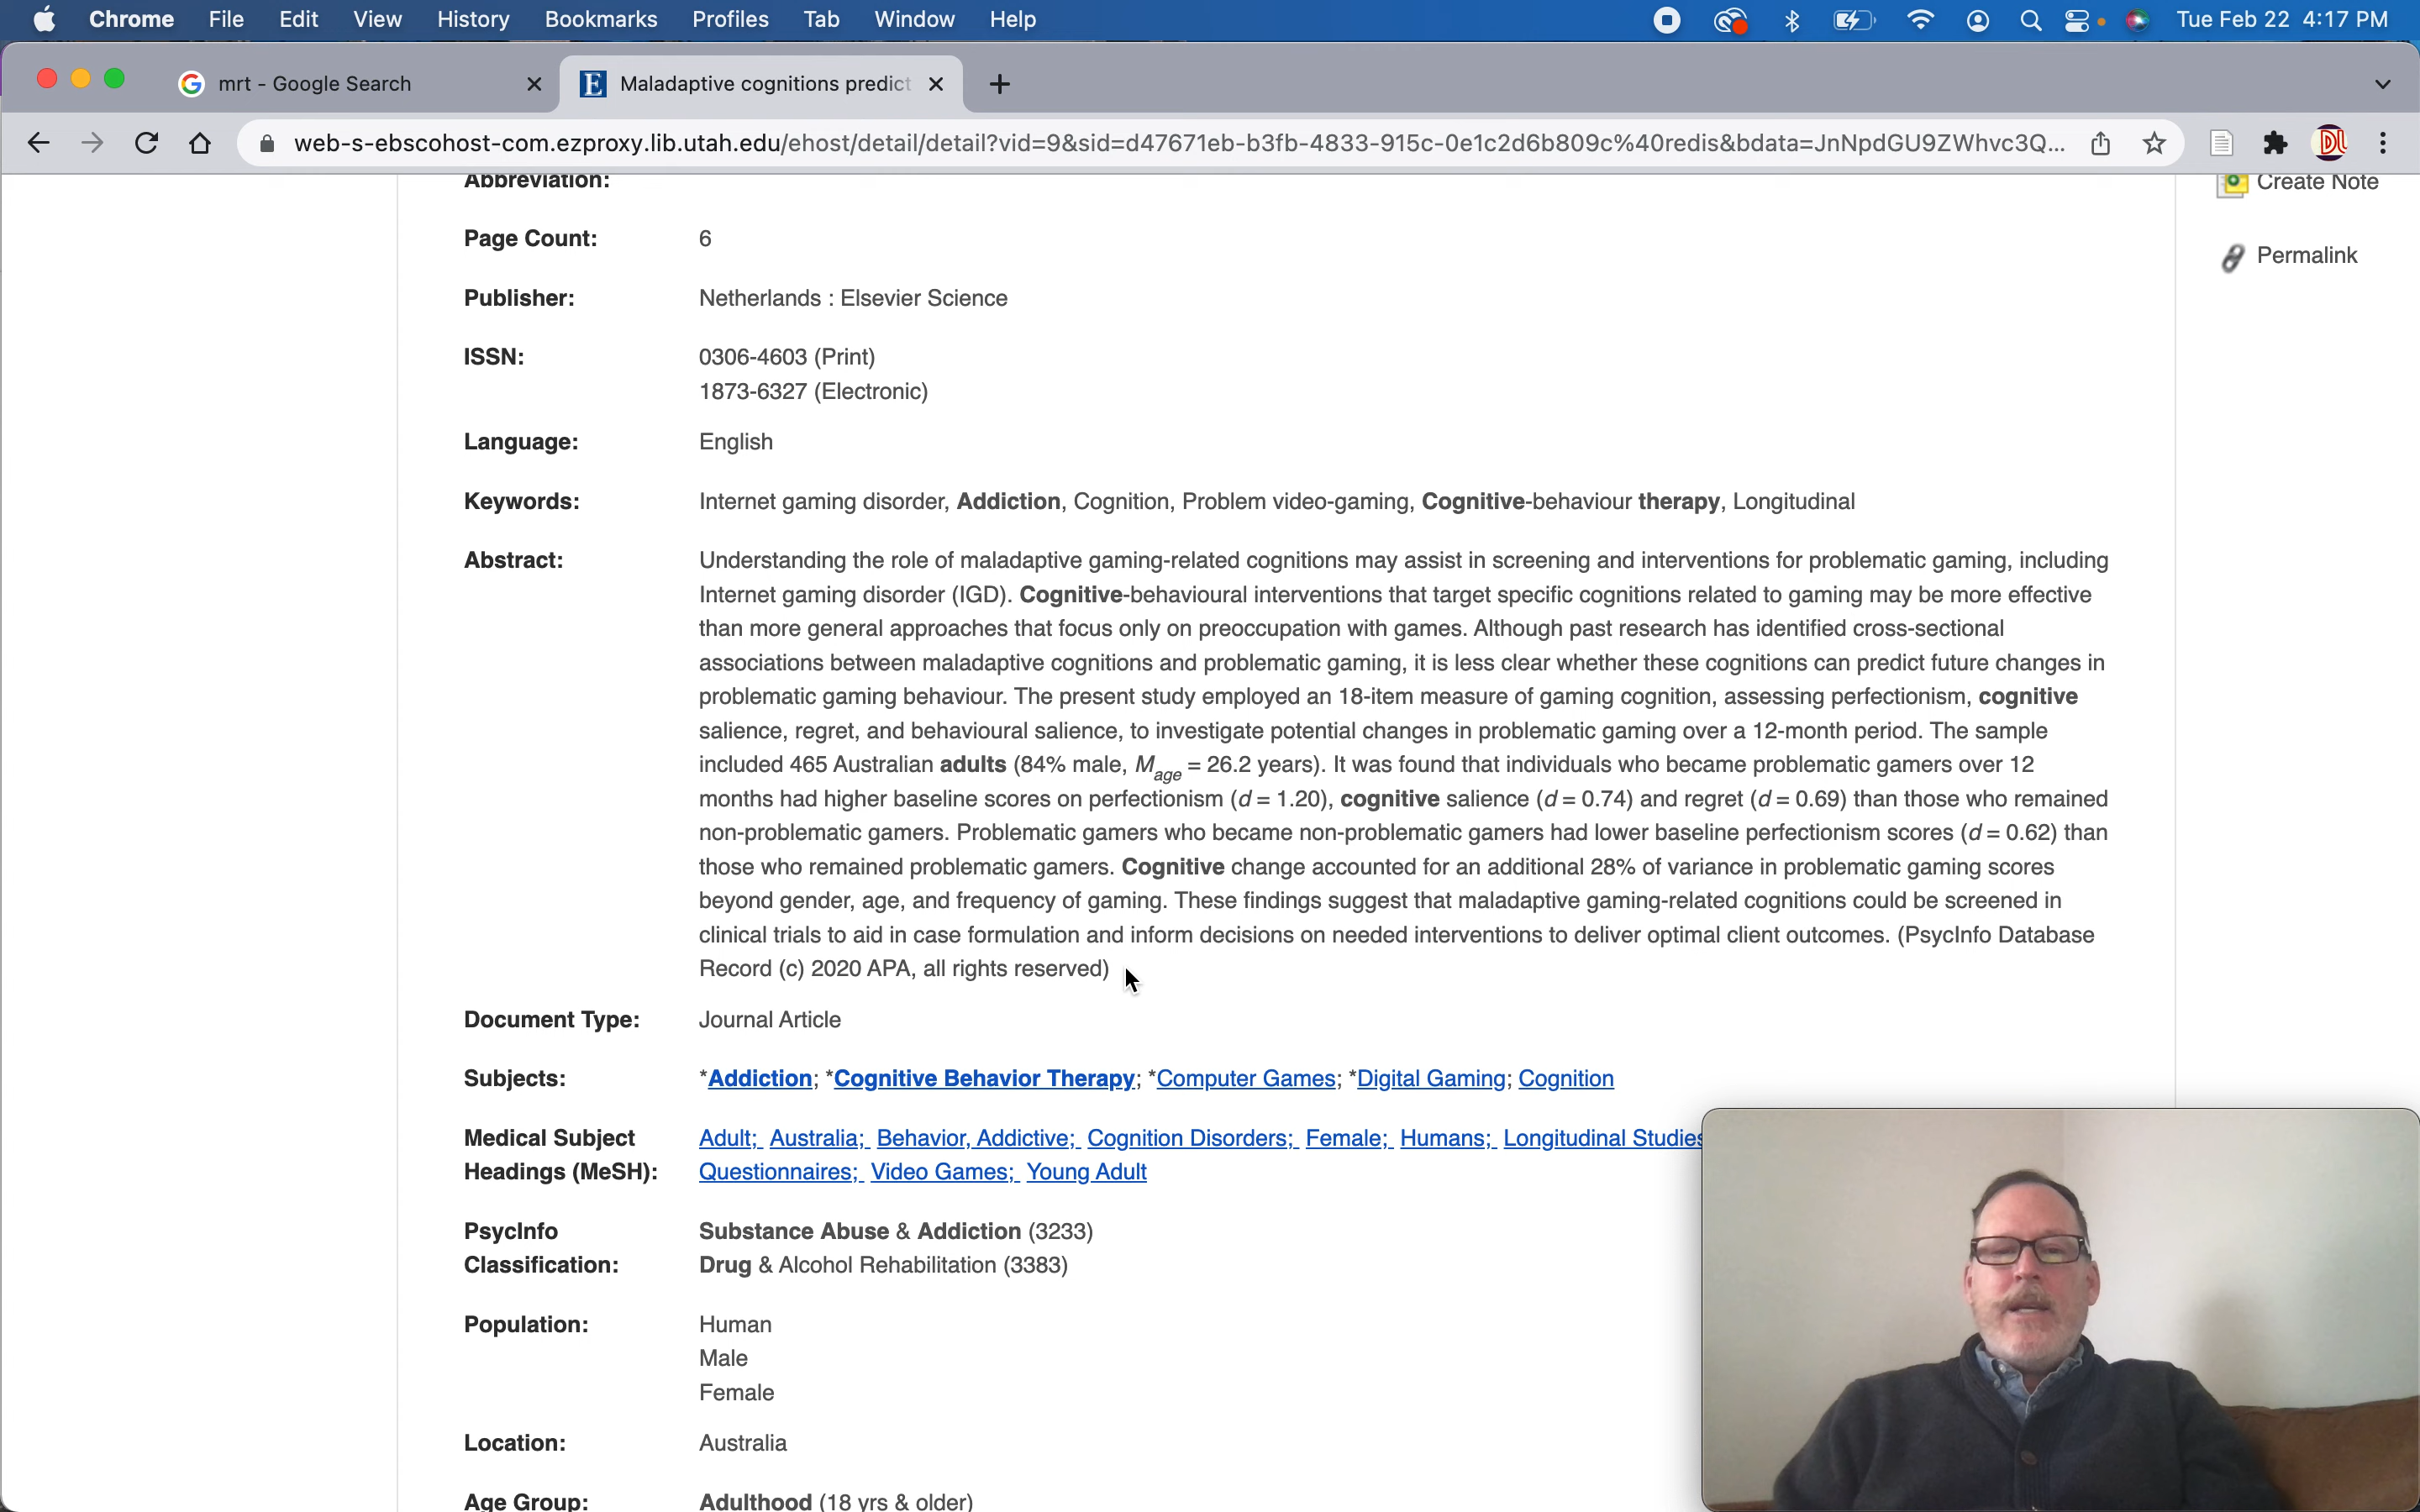 Chrome File Edit View History Bookmarks Profiles Tab Window Help Tue Feb 22 4:17 PM
mrt - Google Search Maladaptive cognitions predict
web-s-ebscohost-com.ezproxy.lib.utah.edu/ehost/detail/detail?vid=9&sid=d47671eb-b3fb-4833-915c-0e1c2d6b809c%40redis&bdata=JnNpdGU9ZWhvc3Q...
Abbreviation:
Create Note
Page Count: 6
Permalink
Publisher: Netherlands : Elsevier Science
ISSN: 0306-4603 (Print)
1873-6327 (Electronic)
Language: English
Keywords: Internet gaming disorder, Addiction, Cognition, Problem video-gaming, Cognitive-behaviour therapy, Longitudinal
Abstract: Understanding the role of maladaptive gaming-related cognitions may assist in screening and interventions for problematic gaming, including
Internet gaming disorder (IGD). Cognitive-behavioural interventions that target specific cognitions related to gaming may be more effective
than more general approaches that focus only on preoccupation with games. Although past research has identified cross-sectional
associations between maladaptive cognitions and problematic gaming, it is less clear whether these cognitions can predict future changes in
problematic gaming behaviour. The present study employed an 18-item measure of gaming cognition, assessing perfectionism, cognitive
salience, regret, and behavioural salience, to investigate potential changes in problematic gaming over a 12-month period. The sample
included 465 Australian adults (84% male, Mage = 26.2 years). It was found that individuals who became problematic gamers over 12
months had higher baseline scores on perfectionism (d = 1.20), cognitive salience (d = 0.74) and regret (d = 0.69) than those who remained
non-problematic gamers. Problematic gamers who became non-problematic gamers had lower baseline perfectionism scores (d = 0.62) than
those who remained problematic gamers. Cognitive change accounted for an additional 28% of variance in problematic gaming scores
beyond gender, age, and frequency of gaming. These findings suggest that maladaptive gaming-related cognitions could be screened in
clinical trials to aid in case formulation and inform decisions on needed interventions to deliver optimal client outcomes. (PsycInfo Database
Record (c) 2020 APA, all rights reserved)
Document Type: Journal Article
Subjects: *Addiction; *Cognitive Behavior Therapy; *Computer Games; *Digital Gaming; Cognition
Medical Subject Adult; Australia; Behavior, Addictive; Cognition Disorders; Female; Humans; Longitudinal Studies
Headings (MeSH): Questionnaires; Video Games; Young Adult
PsycInfo Substance Abuse & Addiction (3233)
Classification: Drug & Alcohol Rehabilitation (3383)
Population: Human
Male
Female
Location: Australia
Age Group: Adulthood (18 yrs & older)